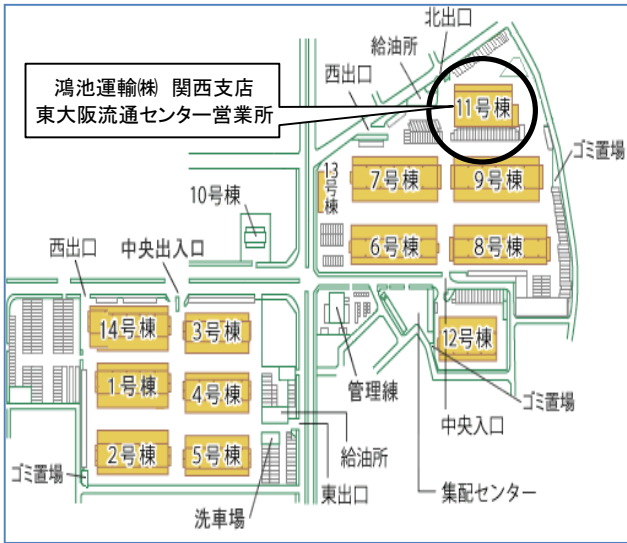 北出口
給油所
西出口
鴻池運輸㈱ 関西支店
東大阪流通センター営業所
11号棟
ゴミ置場
13号棟
7号棟
9号棟
10号棟
6号棟
8号棟
西出口
中央出入口
14号棟
3号棟
12号棟
1号棟
4号棟
管理練
ゴミ置場
中央入口
2号棟
5号棟
給油所
ゴミ置場
東出口
集配センター
洗車場